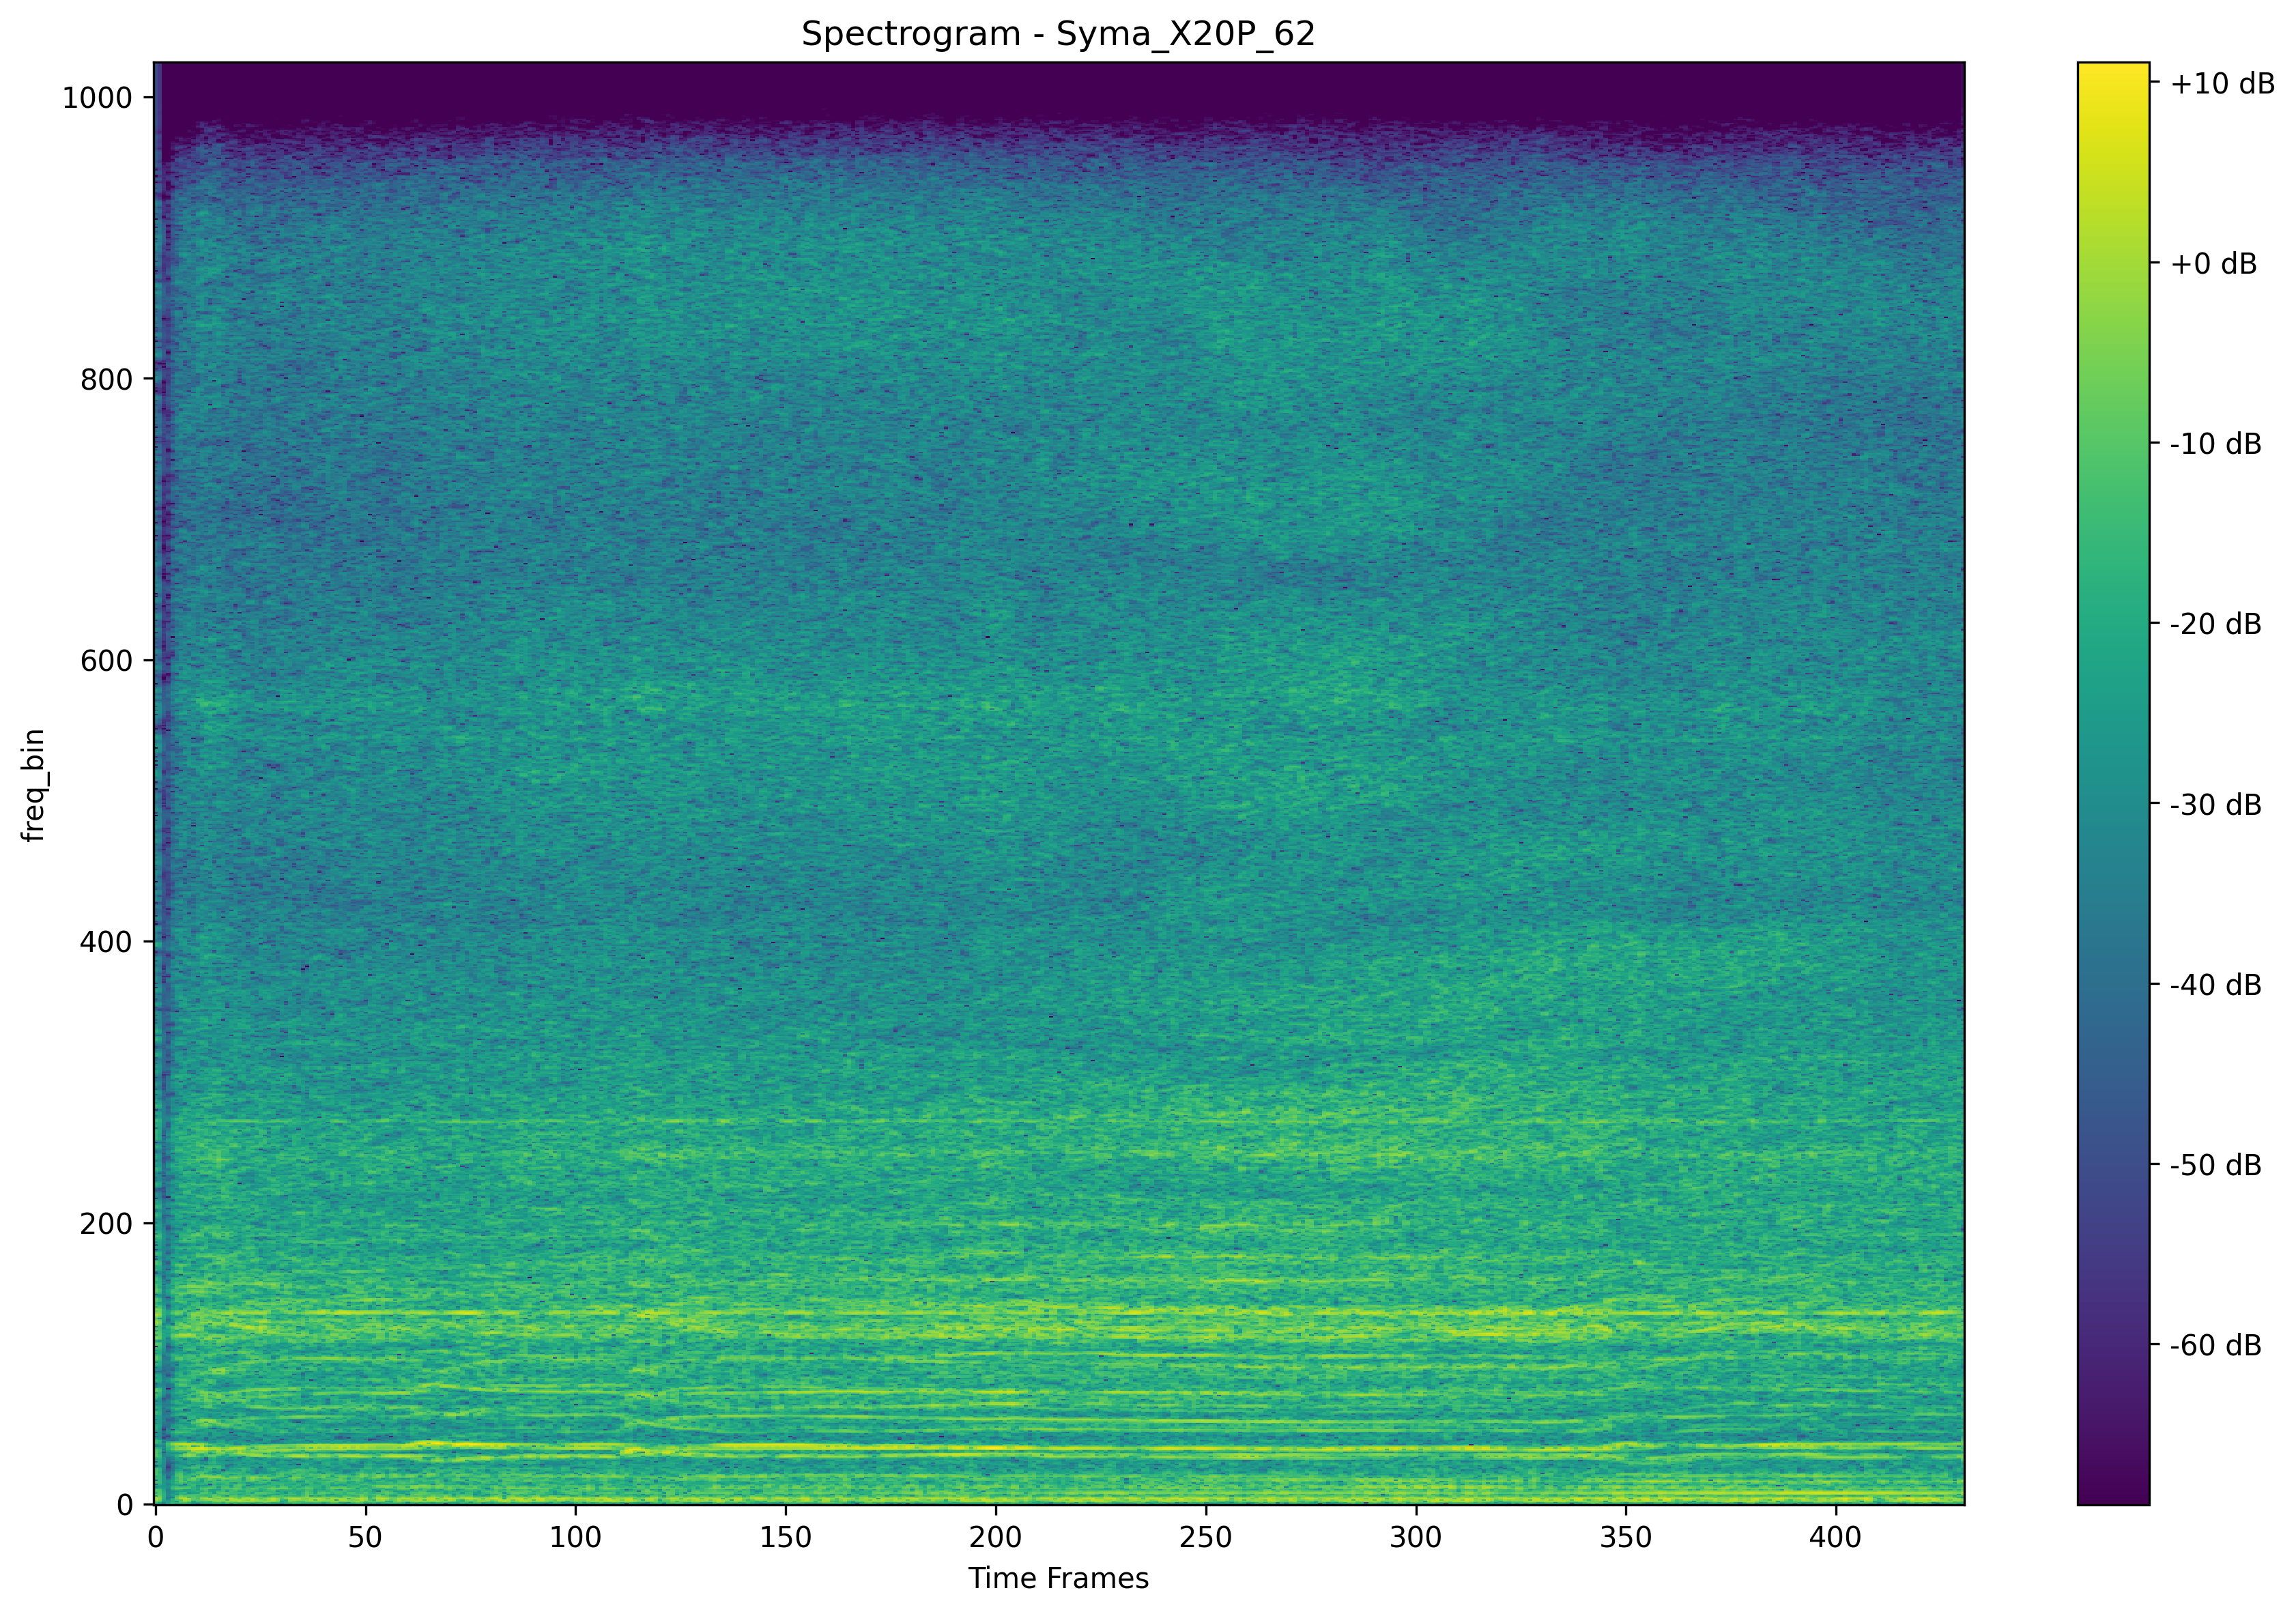 Spectrogram - Syma_X20P_62
1000
800
600
400
200
0
freq_bin
0 50 100 150 200 250 300 350 400
Time Frames
+10 dB
+0 dB
-10 dB
-20 dB
-30 dB
-40 dB
-50 dB
-60 dB